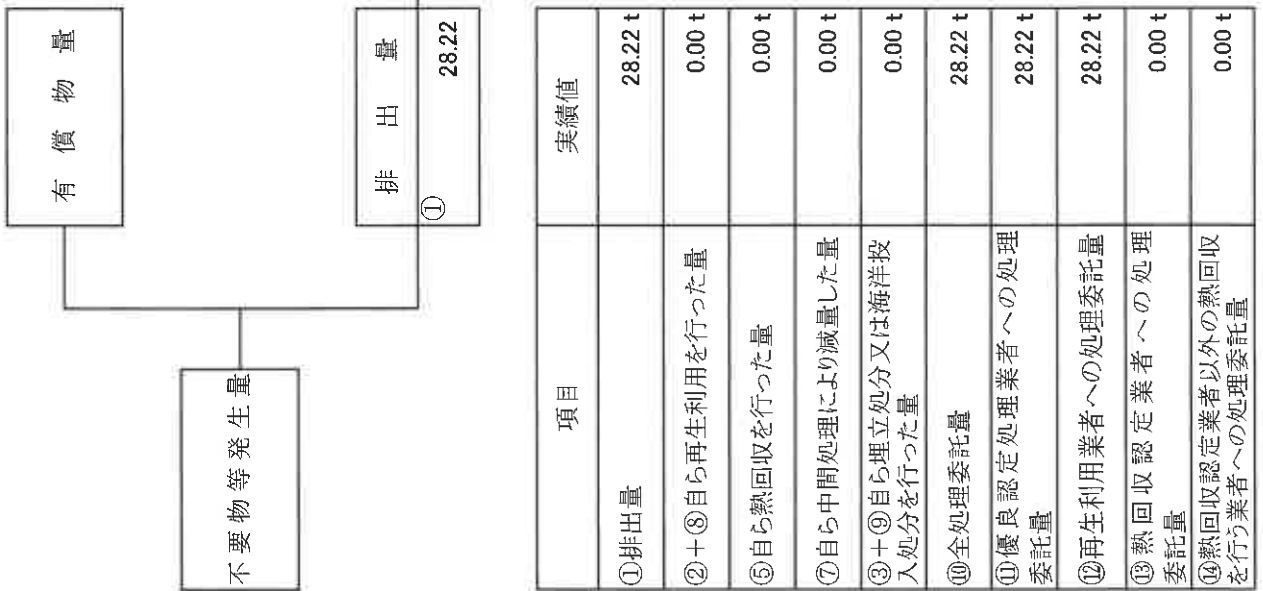 有償物量
不要物等発生量
排出量
①
28.22
項目
実績値
①排出量
28.22 t
②+⑧自ら再生利用を行った量
0.00 t
⑤自ら熱回収を行った量
0.00 t
⑦自ら中間処理により減量した量
0.00 t
③+⑨自ら埋立処分又は海洋投
入処分を行った量
0.00 t
⑩全処理委託量
28.22 t
⑪優良認定処理業者への処理
委託量
28.22 t
⑫再生利用業者への処理委託量
28.22 t
⑬熱回収認定業者への処理
委託量
0.00 t
⑭熱回収認定業者以外の熱回収
を行う業者への処理委託量
0.00 t